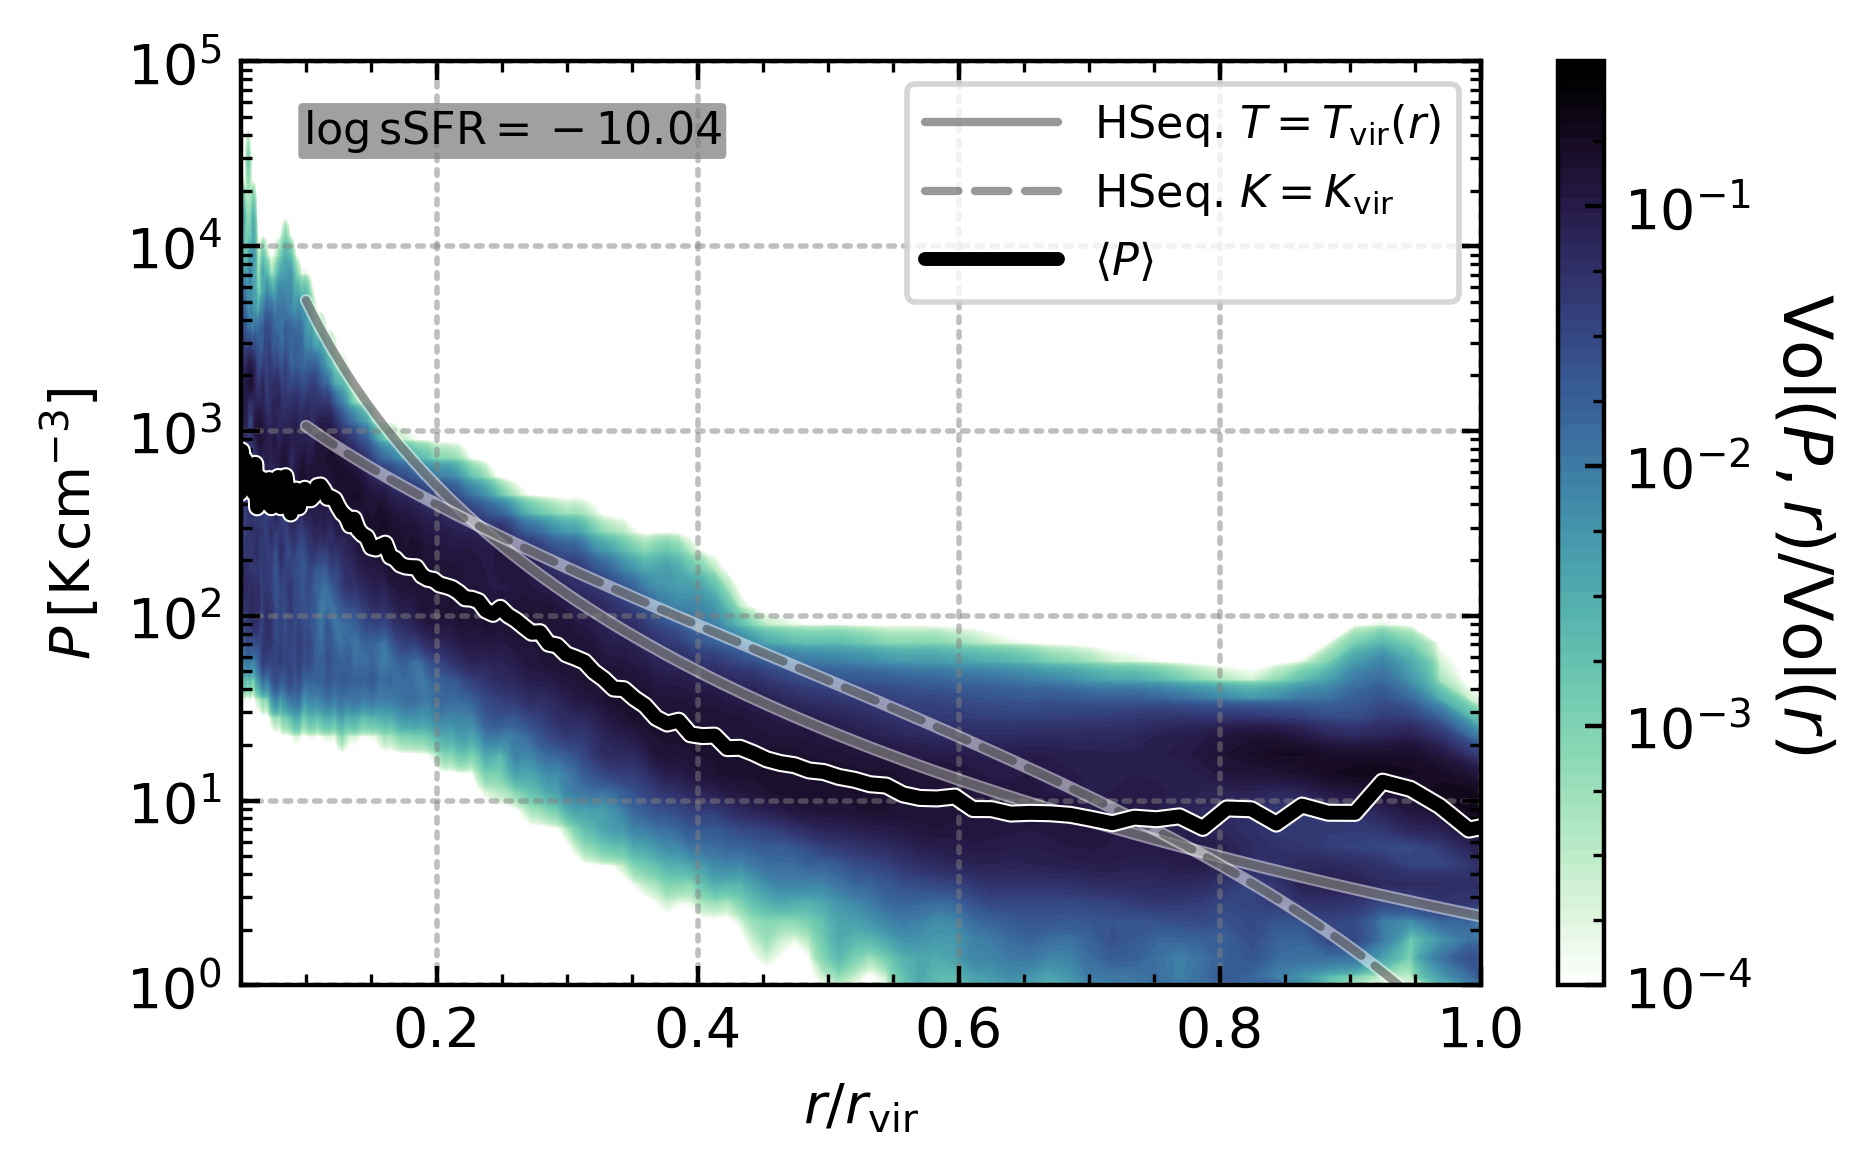 log sSFR = −10.04
HSeq. T = T_vir(r)
HSeq. K = K_vir
⟨P⟩
10^5
10^4
10^3
10^2
10^1
10^0
P [K cm^−3]
0.2 0.4 0.6 0.8 1.0
r/r_vir
10^−1
10^−2
10^−3
10^−4
Vol(P, r)/Vol(r)